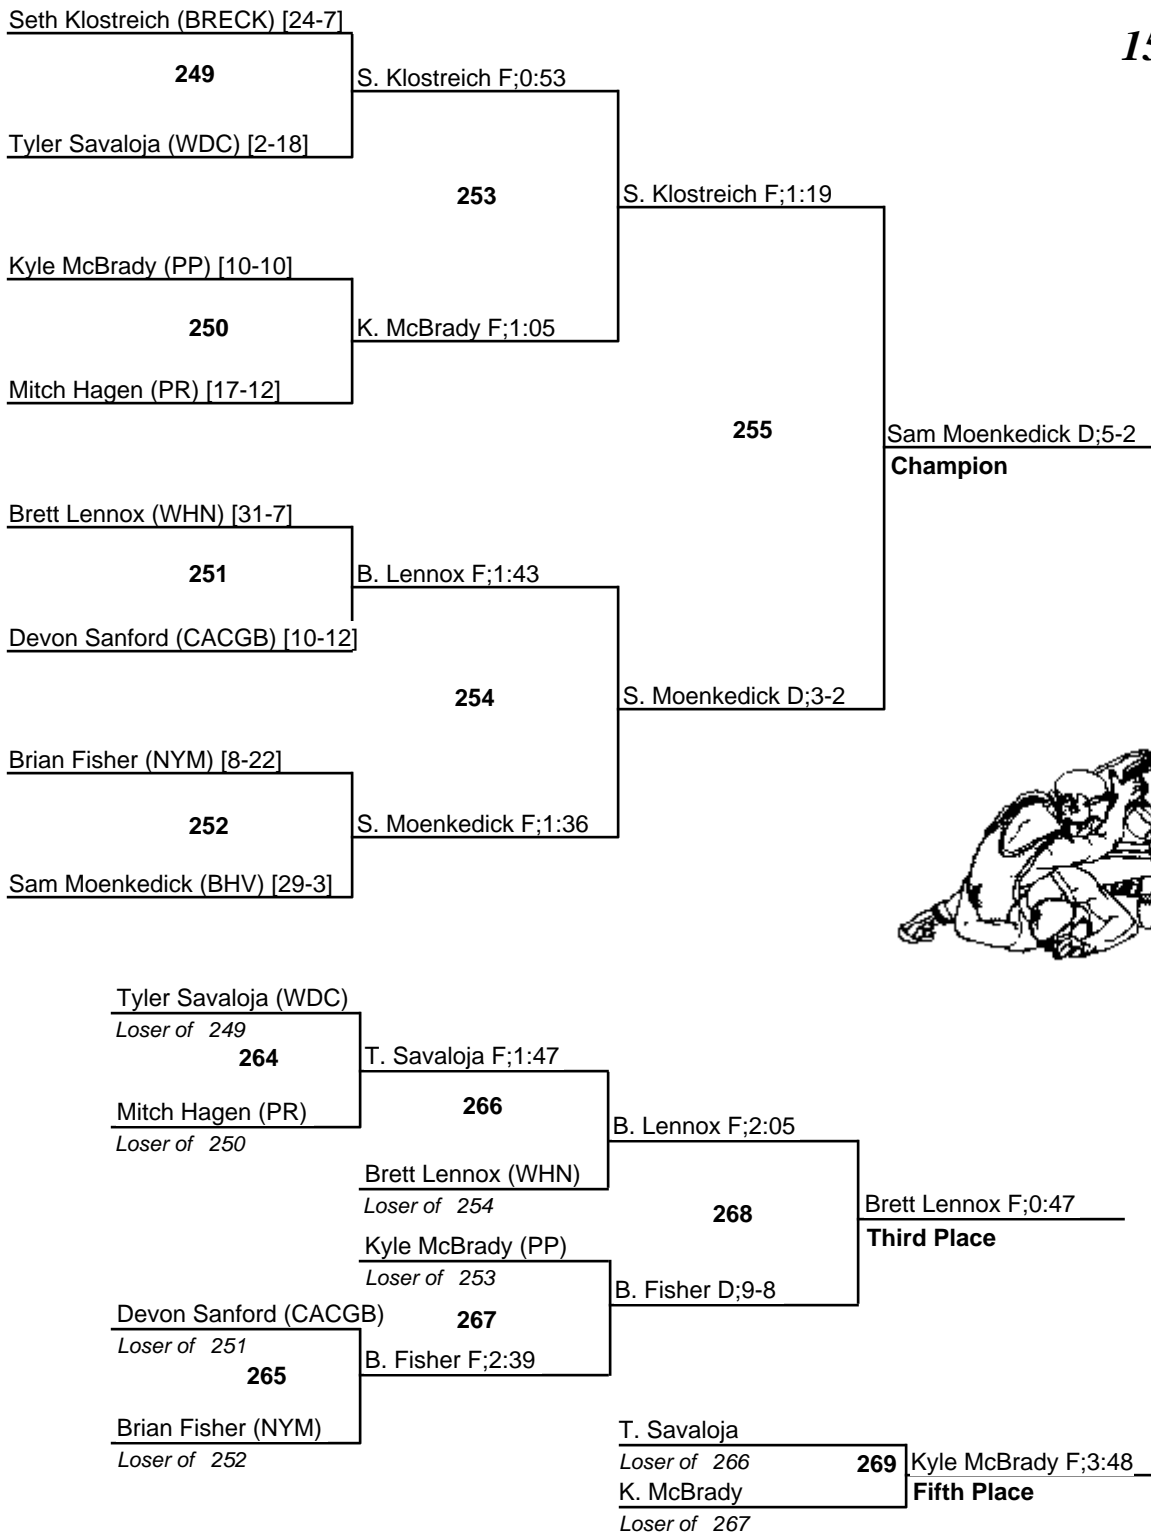 Seth Klostreich (BRECK) [24-7]
15
249
S. Klostreich F;0:53
Tyler Savaloja (WDC) [2-18]
253
S. Klostreich F;1:19
Kyle McBrady (PP) [10-10]
250
K. McBrady F;1:05
Mitch Hagen (PR) [17-12]
255
Sam Moenkedick D;5-2
Champion
Brett Lennox (WHN) [31-7]
251
B. Lennox F;1:43
Devon Sanford (CACGB) [10-12]
254
S. Moenkedick D;3-2
Brian Fisher (NYM) [8-22]
252
S. Moenkedick F;1:36
Sam Moenkedick (BHV) [29-3]
Tyler Savaloja (WDC)
Loser of 249
264
T. Savaloja F;1:47
Mitch Hagen (PR)
Loser of 250
266
B. Lennox F;2:05
Brett Lennox (WHN)
Loser of 254
268
Brett Lennox F;0:47
Third Place
Kyle McBrady (PP)
Loser of 253
B. Fisher D;9-8
Devon Sanford (CACGB)
Loser of 251
267
265
B. Fisher F;2:39
Brian Fisher (NYM)
Loser of 252
T. Savaloja
Loser of 266
269
Kyle McBrady F;3:48
K. McBrady
Fifth Place
Loser of 267